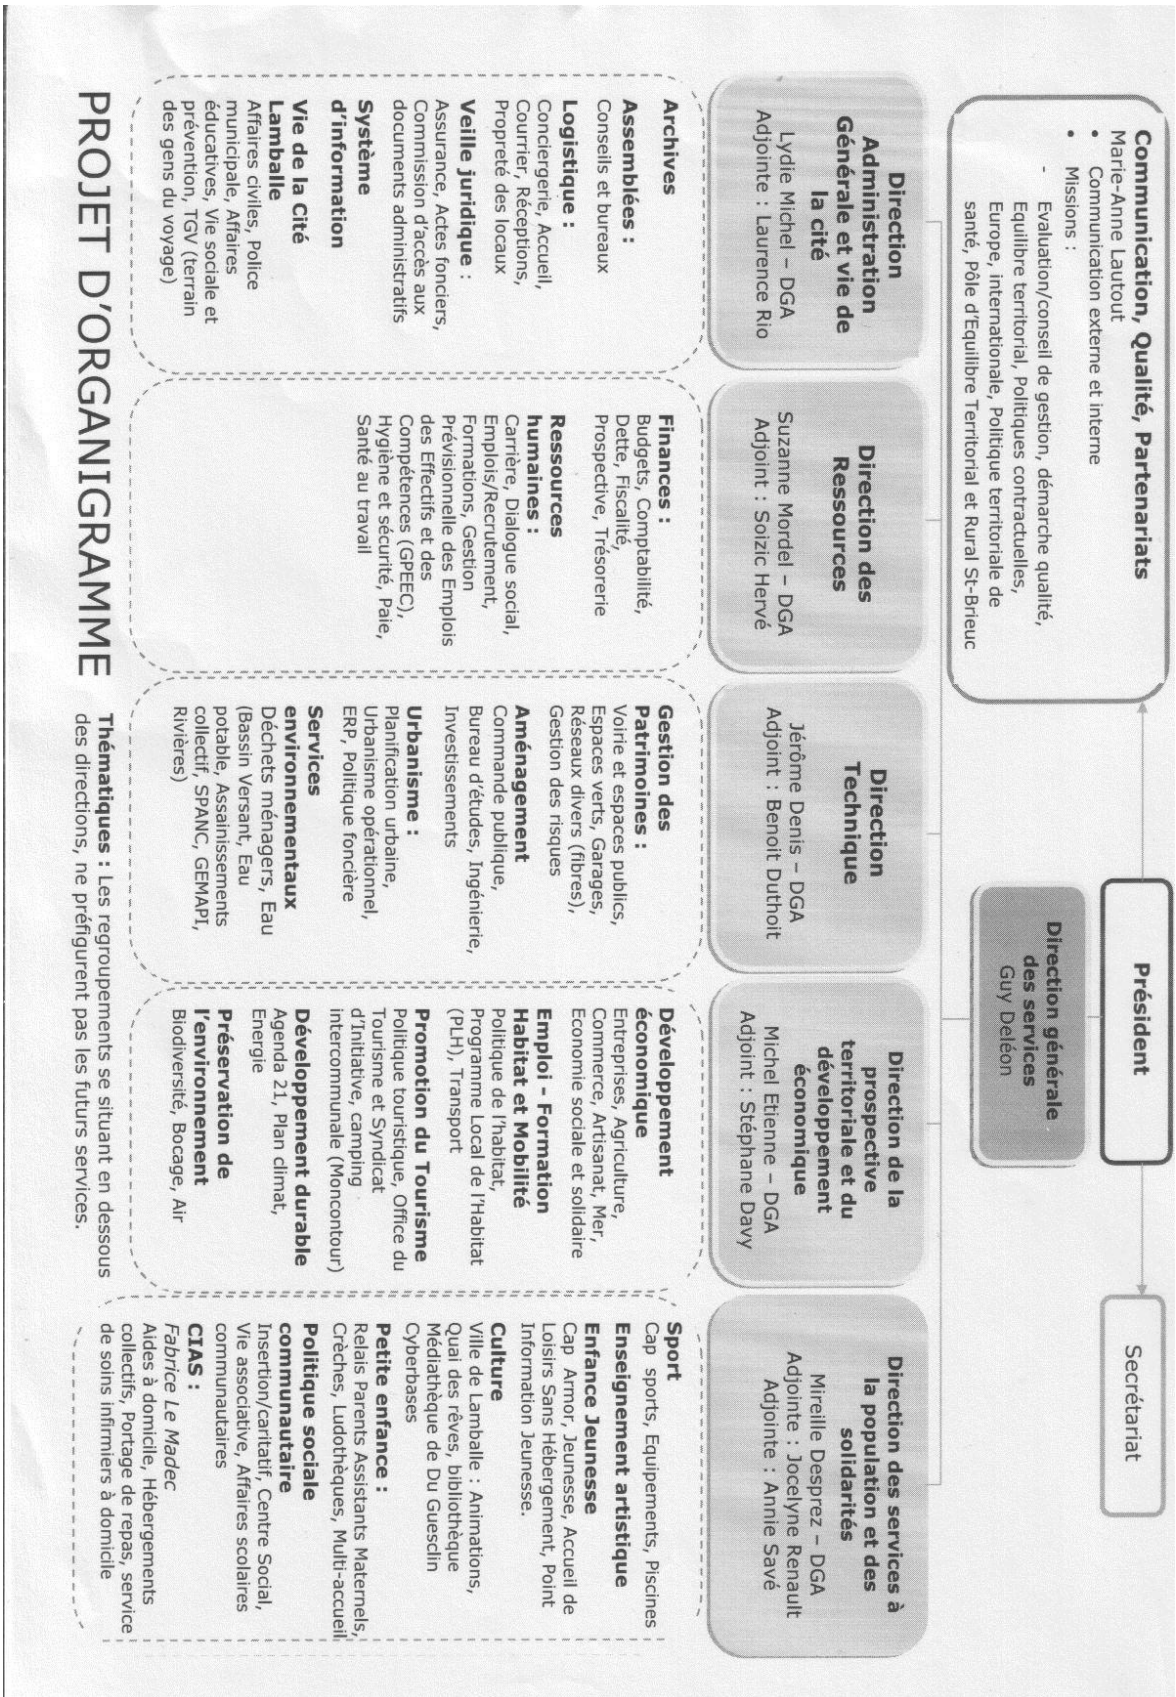 Président
Secrétariat
Direction générale
des services
Guy Deléon
Communication, Qualité, Partenariats
Marie-Anne Lautout
• Communication externe et interne
• Missions :
- Evaluation/conseil de gestion, démarche qualité,
Equilibre territorial, Politiques contractuelles,
Europe, internationale, Politique territoriale de
santé, Pôle d'Equilibre Territorial et Rural St-Brieuc
Direction
Administration
Générale et vie de
la cité
Lydie Michel – DGA
Adjointe : Laurence Rio
Archives
Assemblées :
Conseils et bureaux
Logistique :
Conciergerie, Accueil,
Courrier, Réceptions,
Propreté des locaux
Veille juridique :
Assurance, Actes fonciers,
Commission d'accès aux
documents administratifs
Système
d'information
Vie de la Cité
Lamballe
Affaires civiles, Police
municipale, Affaires
éducatives, Vie sociale et
prévention, TGV (terrain
des gens du voyage)
Direction des
Ressources
Suzanne Mordel – DGA
Adjoint : Soizic Hervé
Finances :
Budgets, Comptabilité,
Dette, Fiscalité,
Prospective, Trésorerie
Ressources
humaines :
Carrière, Dialogue social,
Emplois/Recrutement,
Formations, Gestion
Prévisionnelle des Emplois
des Effectifs et des
Compétences (GPEEC),
Hygiène et sécurité, Paie,
Santé au travail
Direction
Technique
Jérôme Denis – DGA
Adjoint : Benoit Duthoit
Gestion des
Patrimoines :
Voirie et espaces publics,
Espaces verts, Garages,
Réseaux divers (fibres),
Gestion des risques
Aménagement
Commande publique,
Bureau d'études, Ingénierie,
Investissements
Urbanisme :
Planification urbaine,
Urbanisme opérationnel,
ERP, Politique foncière
Services
environnementaux
Déchets ménagers, Eau
(Bassin Versant, Eau
potable, Assainissements
collectif, SPANC, GEMAPI,
Rivières)
Direction de la
prospective
territoriale et du
développement
économique
Michel Etienne – DGA
Adjoint : Stéphane Davy
Développement
économique
Entreprises, Agriculture,
Commerce, Artisanat, Mer,
Economie sociale et solidaire
Emploi - Formation
Habitat et Mobilité
Politique de l'habitat,
Programme Local de l'Habitat
(PLH), Transport
Promotion du Tourisme
Politique touristique, Office du
Tourisme et Syndicat
d'Initiative, camping
intercommunale (Moncontour)
Développement durable
Agenda 21, Plan climat,
Energie
Préservation de
l'environnement
Biodiversité, Bocage, Air
Direction des services à
la population et des
solidarités
Mireille Desprez – DGA
Adjointe : Jocelyne Renault
Adjointe : Annie Savé
Sport
Cap sports, Equipements, Piscines
Enseignement artistique
Enfance Jeunesse
Cap Armor, Jeunesse, Accueil de
Loisirs Sans Hébergement, Point
Information Jeunesse.
Culture
Ville de Lamballe : Animations,
Quai des rêves, bibliothèque
Médiathèque de Du Guesclin
Cyberbases
Petite enfance :
Relais Parents Assistants Maternels,
Crèches, Ludothèques, Multi-accueil
Politique sociale
communautaire
Insertion/caritatif, Centre Social,
Vie associative, Affaires scolaires
communautaires
CIAS :
Fabrice Le Madec
Aides à domicile, Hébergements
collectifs, Portage de repas, service
de soins infirmiers à domicile
PROJET D'ORGANIGRAMME
Thématiques : Les regroupements se situant en dessous
des directions, ne préfigurent pas les futurs services.